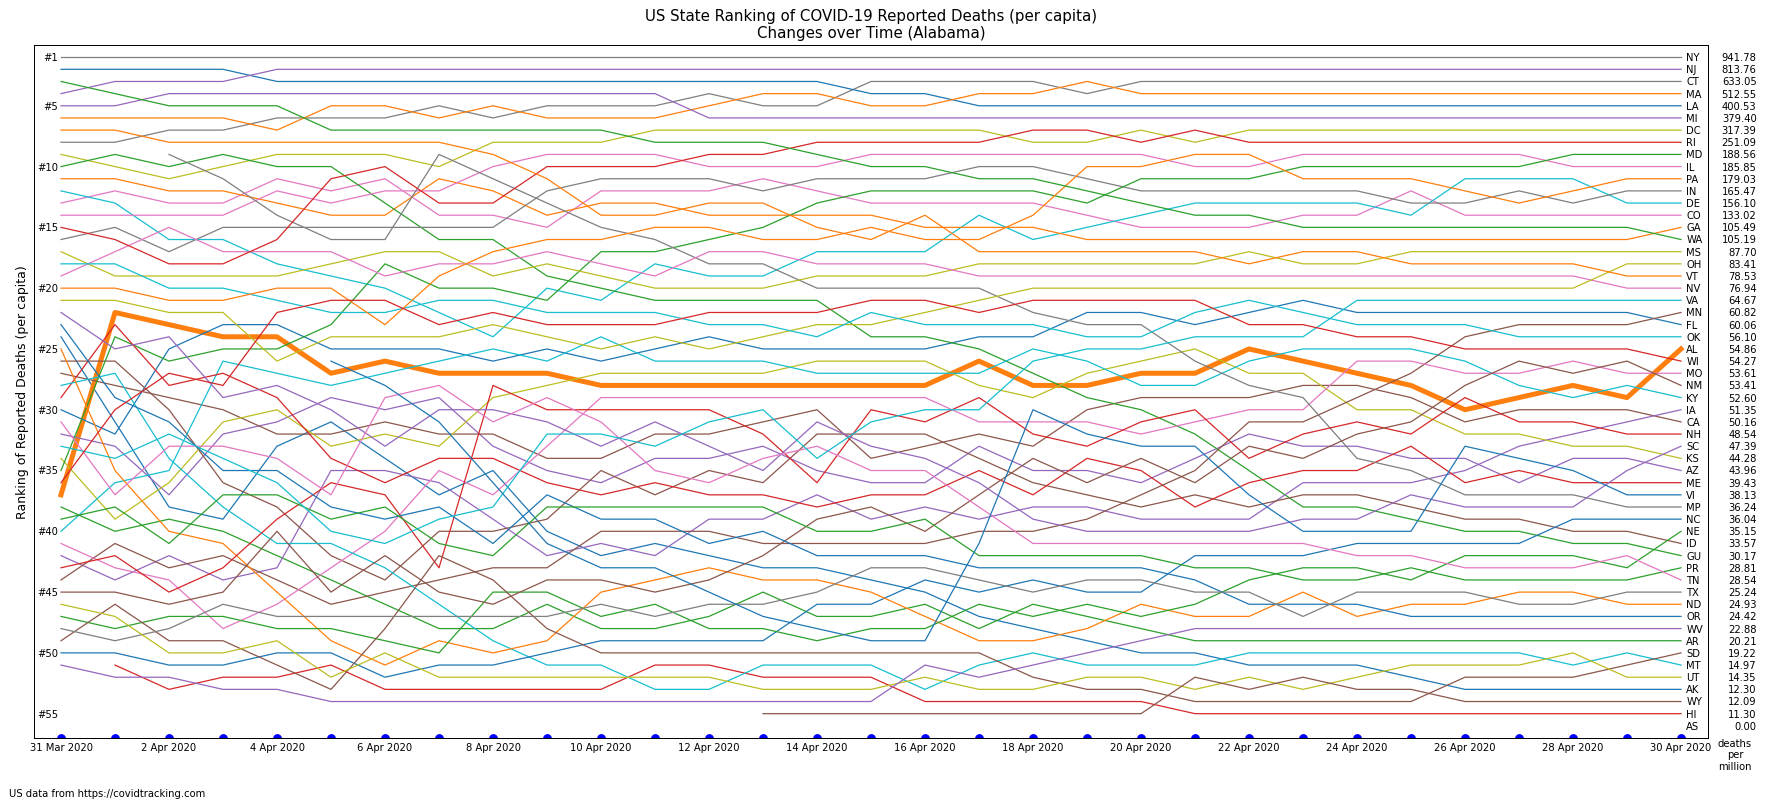 US State Ranking of COVID-19 Reported Deaths (per capita)
Changes over Time (Alabama)
Ranking of Reported Deaths (per capita)
#1
#5
#10
#15
#20
#25
#30
#35
#40
#45
#50
#55
NY 941.78
NJ 813.76
CT 633.05
MA 512.55
LA 400.53
MI 379.40
DC 317.39
RI 251.09
MD 188.56
IL 185.85
PA 179.03
IN 165.47
DE 156.10
CO 133.02
GA 105.49
WA 105.19
MS 87.70
OH 83.41
VT 78.53
NV 76.94
VA 64.67
MN 60.82
FL 60.06
OK 56.10
AL 54.86
WI 54.27
MO 53.61
NM 53.41
KY 52.60
IA 51.35
CA 50.16
NH 48.54
SC 47.39
KS 44.28
AZ 43.96
ME 39.43
VI 38.13
MP 36.24
NC 36.04
NE 35.15
ID 33.57
GU 30.17
PR 28.81
TN 28.54
TX 25.24
ND 24.93
OR 24.42
WV 22.88
AR 20.21
SD 19.22
MT 14.97
UT 14.35
AK 12.30
WY 12.09
HI 11.30
AS 0.00
31 Mar 2020
2 Apr 2020
4 Apr 2020
6 Apr 2020
8 Apr 2020
10 Apr 2020
12 Apr 2020
14 Apr 2020
16 Apr 2020
18 Apr 2020
20 Apr 2020
22 Apr 2020
24 Apr 2020
26 Apr 2020
28 Apr 2020
30 Apr 2020
deaths
per
million
US data from https://covidtracking.com